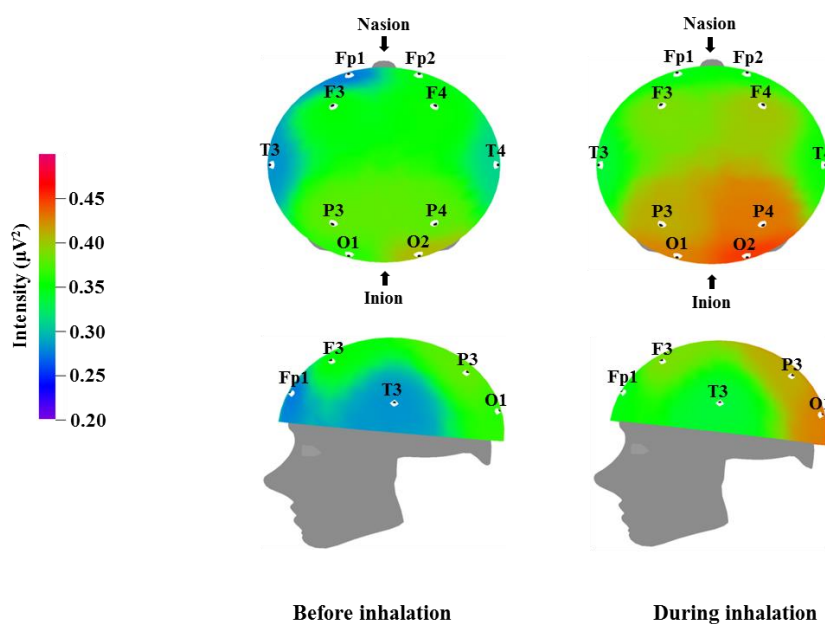 Nasion
Fp1 Fp2
F3 F4
T3 T4
P3 P4
O1 O2
Inion
Nasion
Fp1 Fp2
F3 F4
T3 T
P3 P4
O1 O2
Inion
Intensity (µV²)
0.45
0.40
0.35
0.30
0.25
0.20
F3
P3
Fp1
T3
O1
F3
P3
Fp1
T3
O
Before inhalation
During inhalation